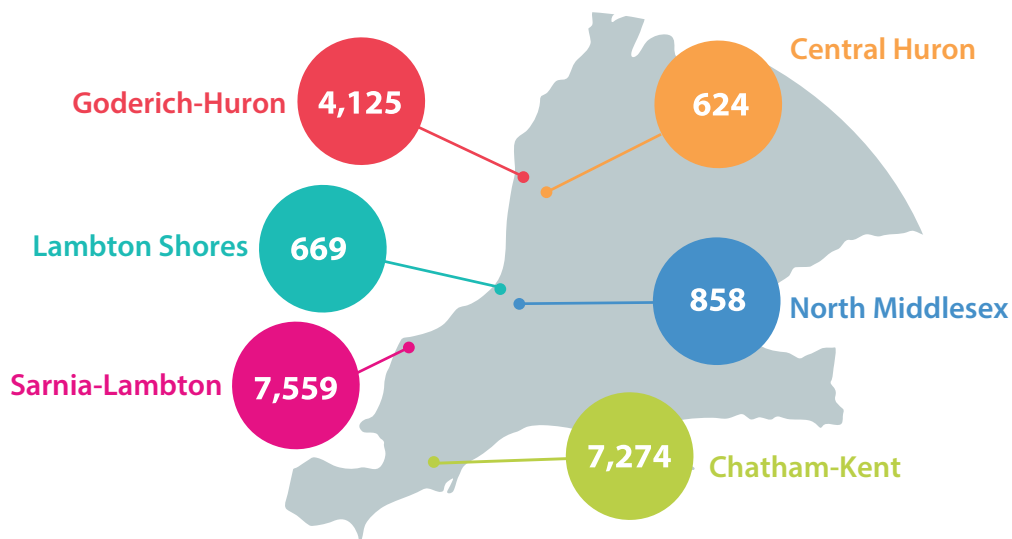 Central Huron
624
Goderich-Huron
4,125
Lambton Shores
669
858
North Middlesex
Sarnia-Lambton
7,559
7,274
Chatham-Kent